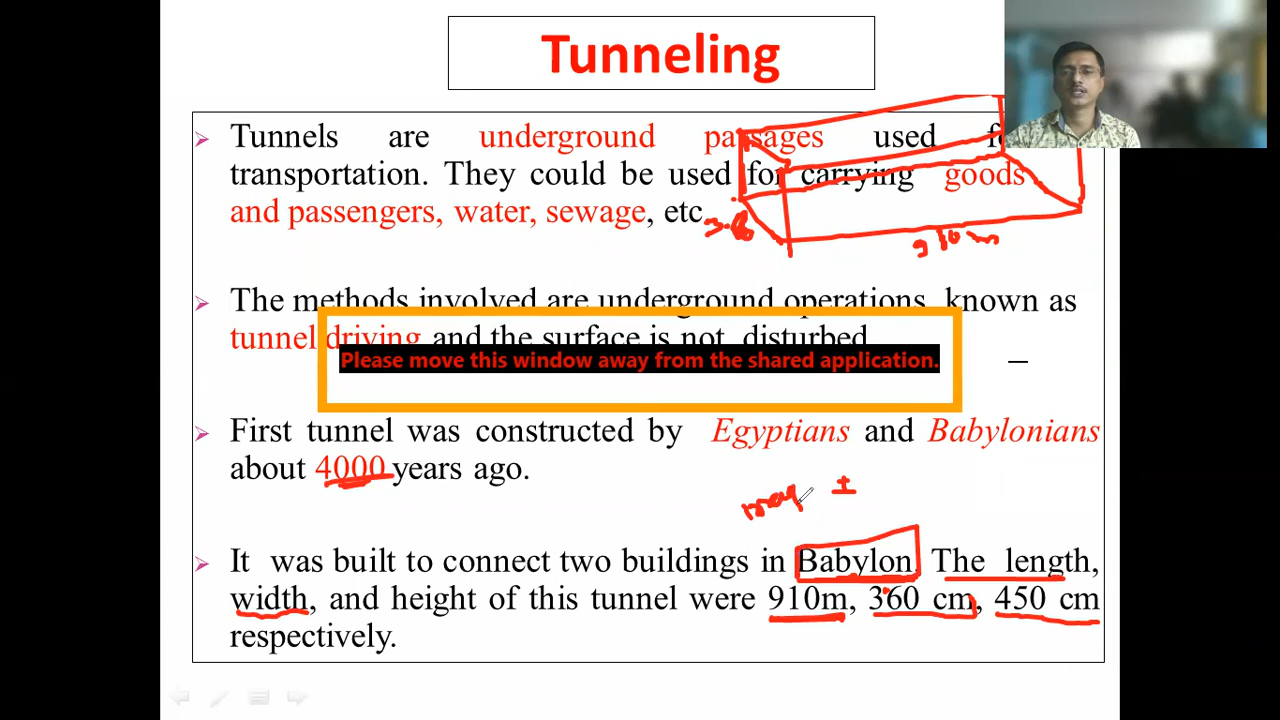 Tunneling
Tunnels are underground passages used
transportation. They could be used for carrying goods
and passengers, water, sewage, etc
3.6
910 m
The methods involved are underground operations known as
tunnel driving and the surface is not disturbed
Please move this window away from the shared application.
First tunnel was constructed by Egyptians and Babylonians
about 4000 years ago.
±
It was built to connect two buildings in Babylon. The length,
width, and height of this tunnel were 910m, 360 cm, 450 cm
respectively.